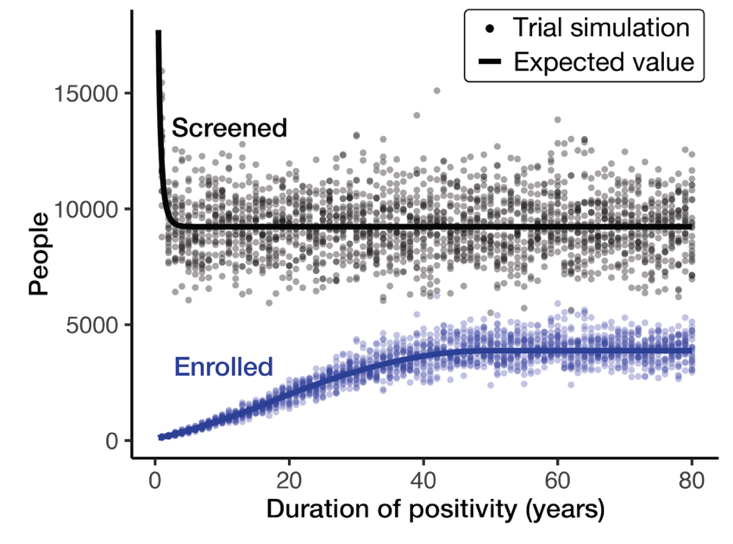 Trial simulation
Expected value
15000
Screened
10000
People
5000
Enrolled
0
0 20 40 60 80
Duration of positivity (years)